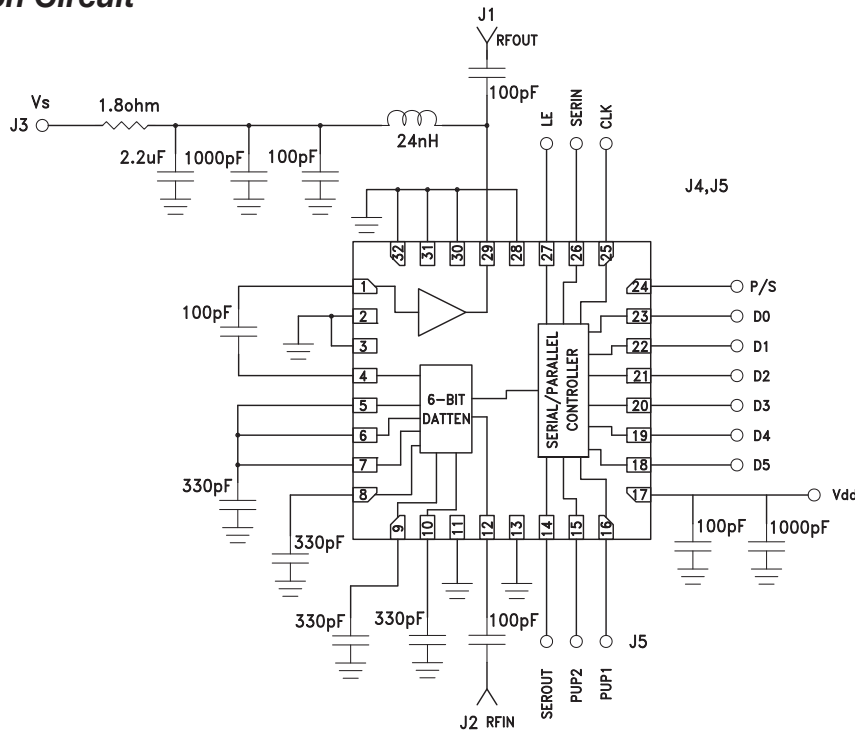 on Circuit
J1
RFOUT
100pF
Vs
J3
1.8ohm
24nH
2.2uF
1000pF
100pF
LE
SERIN
CLK
J4,J5
32
31
30
29
28
27
26
25
1
2
3
4
5
6
7
8
100pF
330pF
330pF
6-BIT
DATTEN
SERIAL/PARALLEL
CONTROLLER
24
23
22
21
20
19
18
17
P/S
D0
D1
D2
D3
D4
D5
Vdd
100pF
1000pF
9
10
11
12
13
14
15
16
330pF
330pF
100pF
J5
SEROUT
PUP2
PUP1
J2 RFIN